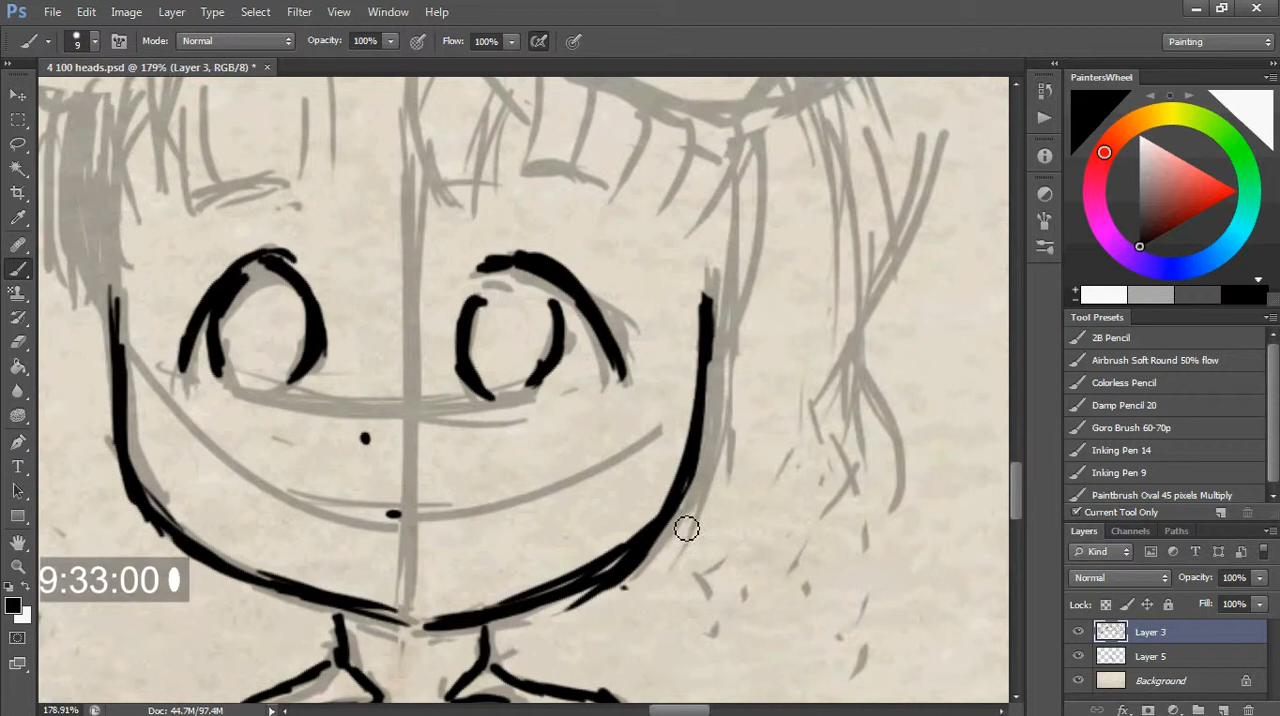 Ps File Edit Image Layer Type Select Filter View Window Help
9 Mode: Normal Opacity: 100% Flow: 100% Painting
4 100 heads.psd @ 179% (Layer 3, RGB/8) * ×
PaintersWheel
Tool Presets
2B Pencil
Airbrush Soft Round 50% flow
Colorless Pencil
Damp Pencil 20
Goro Brush 60-70p
Inking Pen 14
Inking Pen 9
Paintbrush Oval 45 pixels Multiply
Current Tool Only
Layers Channels Paths
Kind
Normal Opacity: 100%
Lock: Fill: 100%
Layer 3
Layer 5
Background
9:33:00
178.91% Doc: 44.7M/97.4M